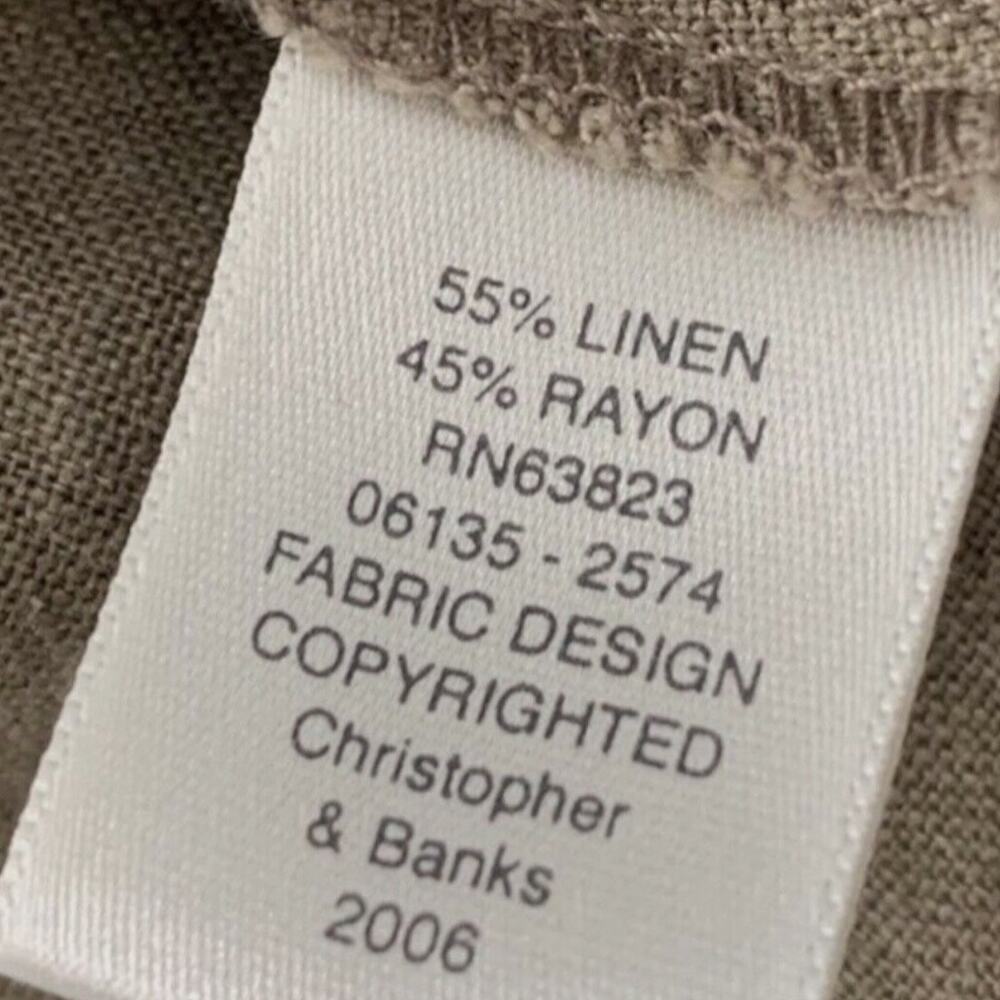 55% LINEN
45% RAYON
RN63823
06135 - 2574
FABRIC DESIGN
COPYRIGHTED
Christopher
& Banks
2006